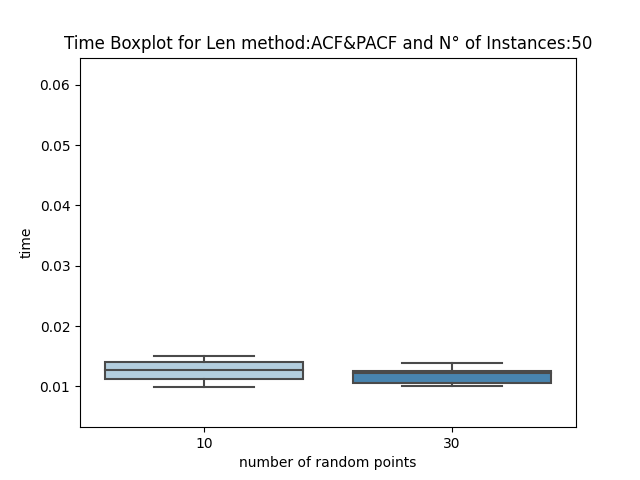 Time Boxplot for Len method:ACF&PACF and N° of Instances:50
0.06
0.05
0.04
0.03
0.02
0.01
time
10 30
number of random points